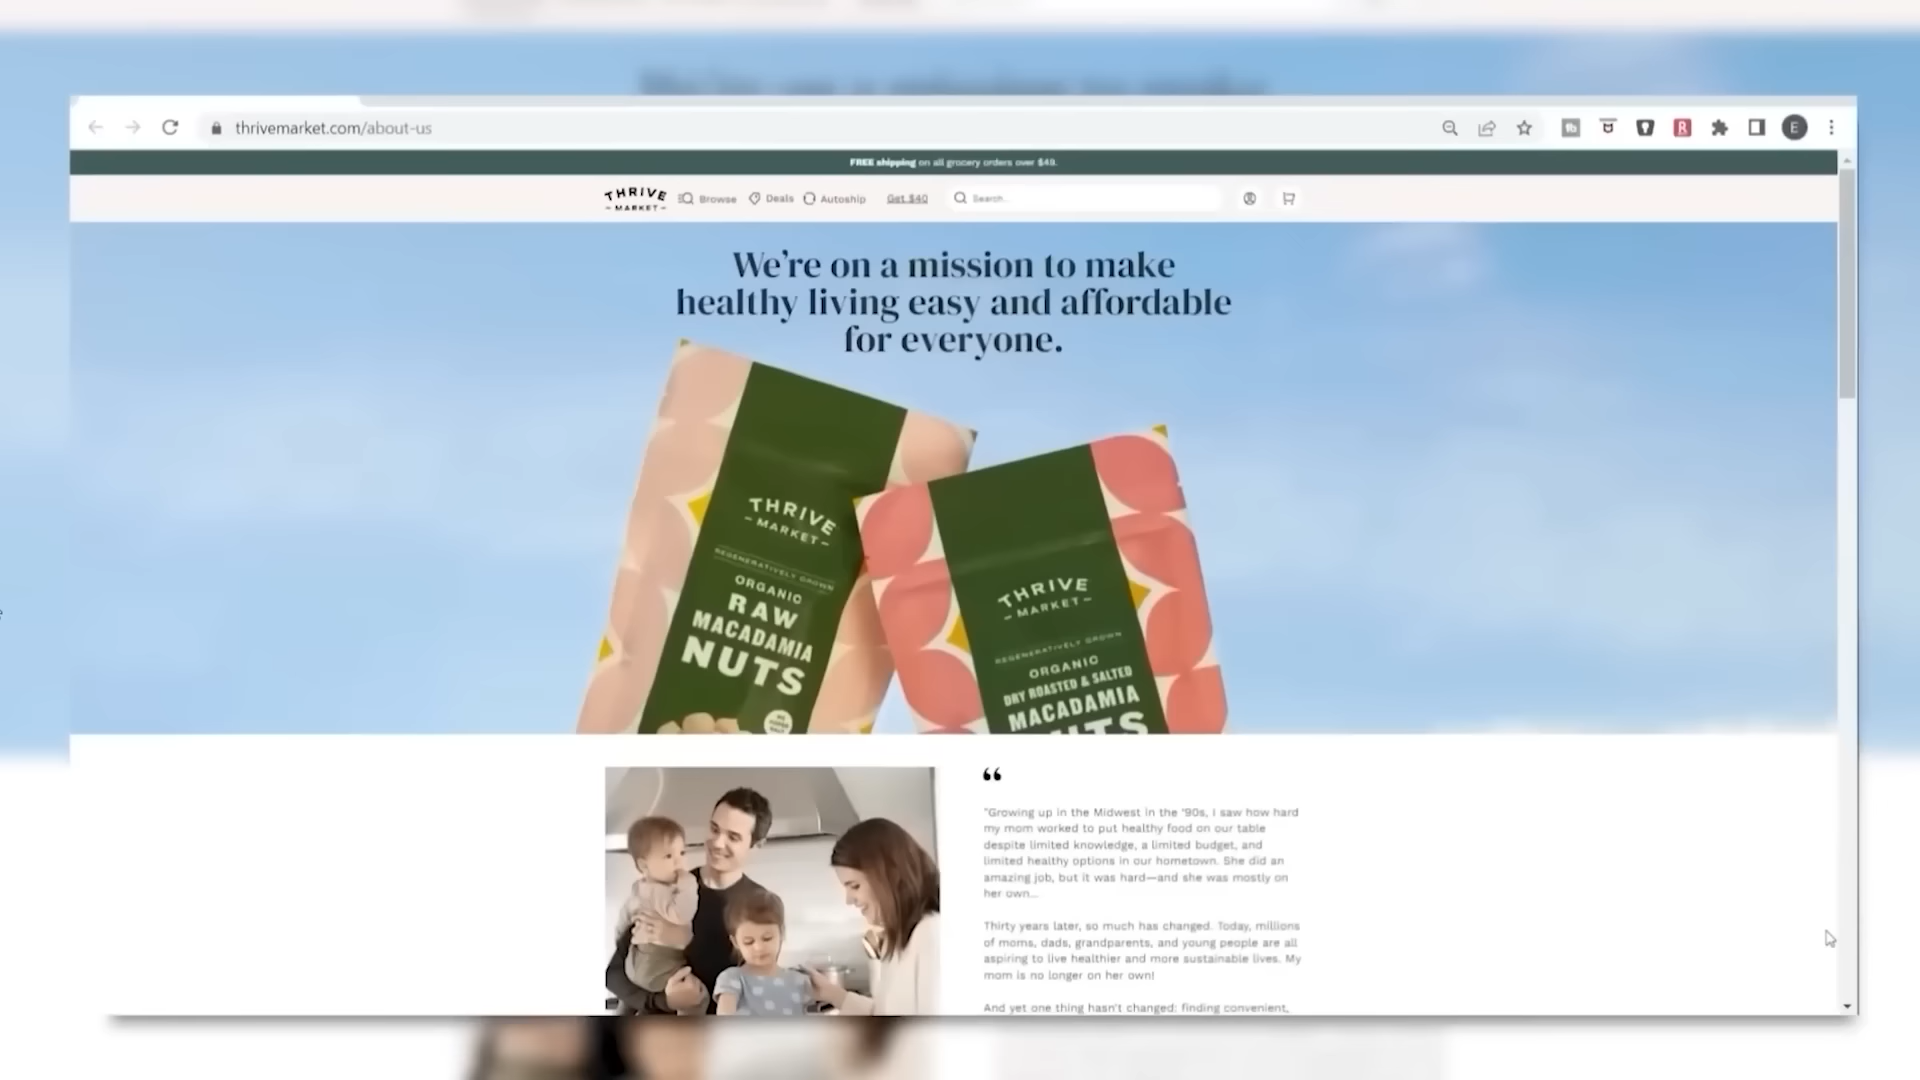 thrivemarket.com/about-us
E
FREE shipping on all grocery orders over $49.
THRIVE
MARKET
Browse
Deals
Autoship
Get $40
Search...
We're on a mission to make
healthy living easy and affordable
for everyone.
THRIVE
MARKET
REGENERATIVELY GROWN
ORGANIC
RAW
MACADAMIA
NUTS
THRIVE
MARKET
REGENERATIVELY GROWN
ORGANIC
DRY ROASTED & SALTED
MACADAMIA
NUTS
“
"Growing up in the Midwest in the '90s, I saw how hard
my mom worked to put healthy food on our table
despite limited knowledge, a limited budget, and
limited healthy options in our hometown. She did an
amazing job, but it was hard—and she was mostly on
her own...
Thirty years later, so much has changed. Today, millions
of moms, dads, grandparents, and young people are all
aspiring to live healthier and more sustainable lives. My
mom is no longer on her own!
And yet one thing hasn't changed: finding convenient,